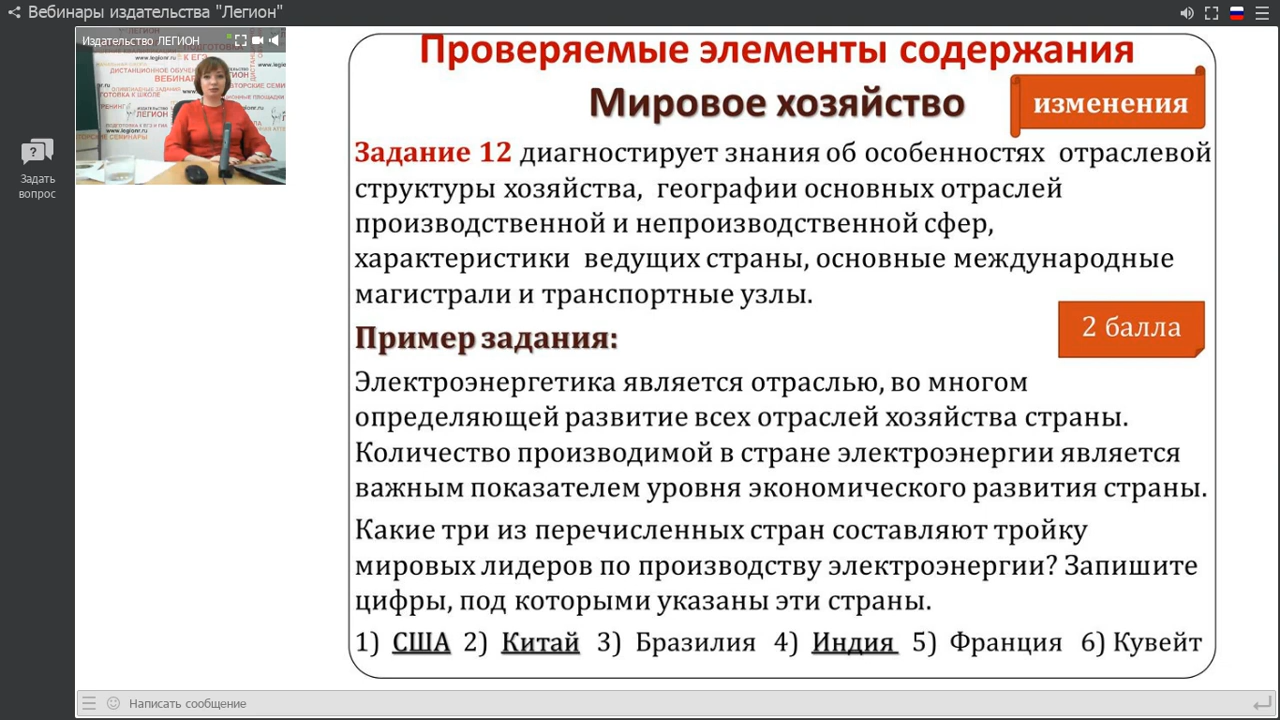 Вебинары издательства "Легион"
Издательство ЛЕГИОН
Задать
вопрос
Проверяемые элементы содержания
Мировое хозяйство
изменения
Задание 12 диагностирует знания об особенностях отраслевой
структуры хозяйства, географии основных отраслей
производственной и непроизводственной сфер,
характеристики ведущих страны, основные международные
магистрали и транспортные узлы.
2 балла
Пример задания:
Электроэнергетика является отраслью, во многом
определяющей развитие всех отраслей хозяйства страны.
Количество производимой в стране электроэнергии является
важным показателем уровня экономического развития страны.
Какие три из перечисленных стран составляют тройку
мировых лидеров по производству электроэнергии? Запишите
цифры, под которыми указаны эти страны.
1) США 2) Китай 3) Бразилия 4) Индия 5) Франция 6) Кувейт
Написать сообщение